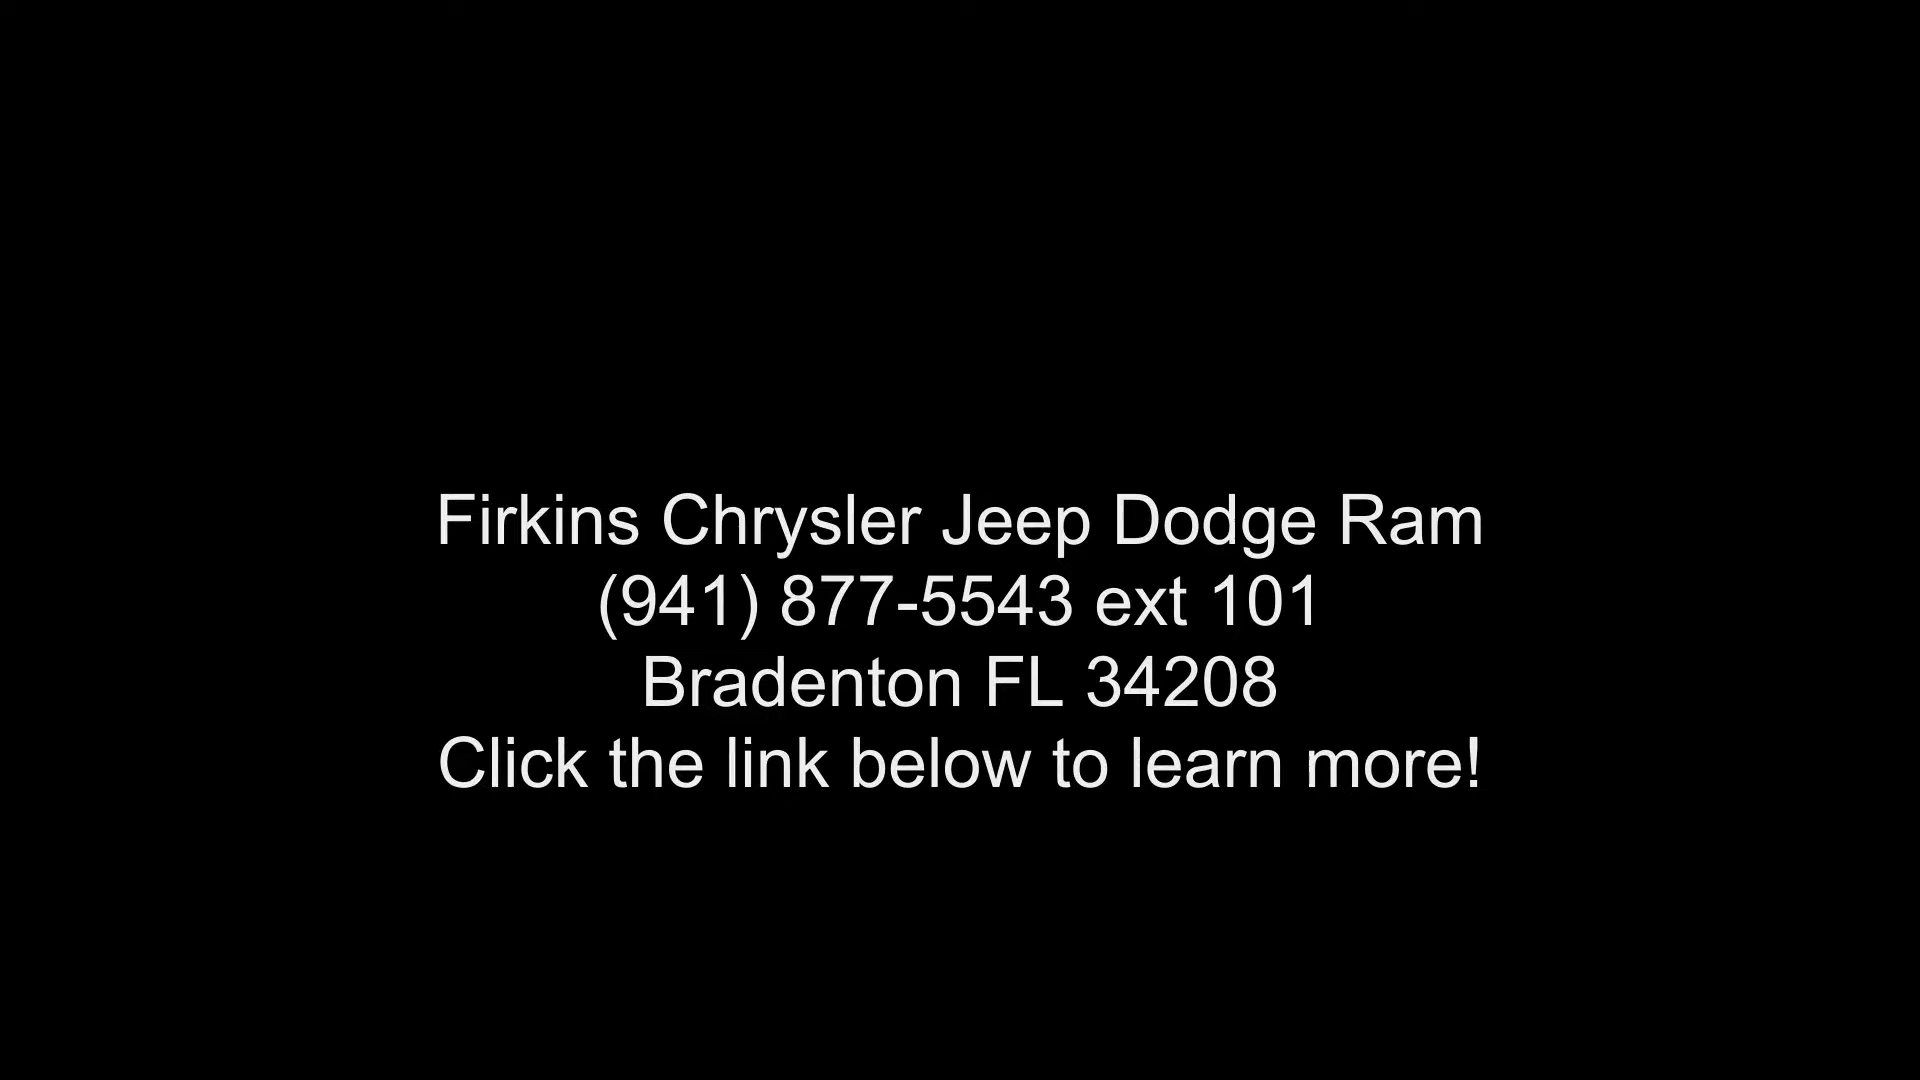 Firkins Chrysler Jeep Dodge Ram
(941) 877-5543 ext 101
Bradenton FL 34208
Click the link below to learn more!